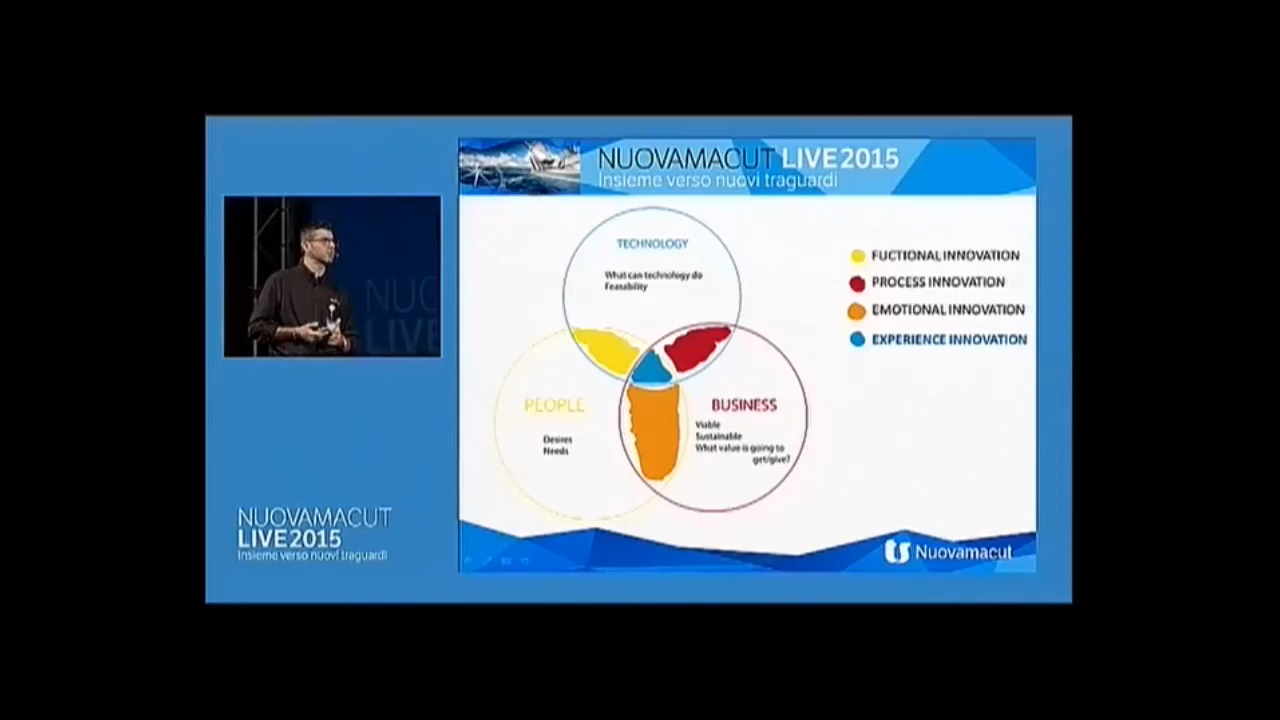 NUOVAMACUT LIVE2015
Insieme verso nuovi traguardi
TECHNOLOGY
What can technology do
Feasability
FUCTIONAL INNOVATION
PROCESS INNOVATION
EMOTIONAL INNOVATION
EXPERIENCE INNOVATION
PEOPLE
Desires
Needs
BUSINESS
Viable
Sustainable
What value is going to
get/give?
NUO
LIVE
NUOVAMACUT
LIVE2015
Insieme verso nuovi traguardi
Nuovamacut